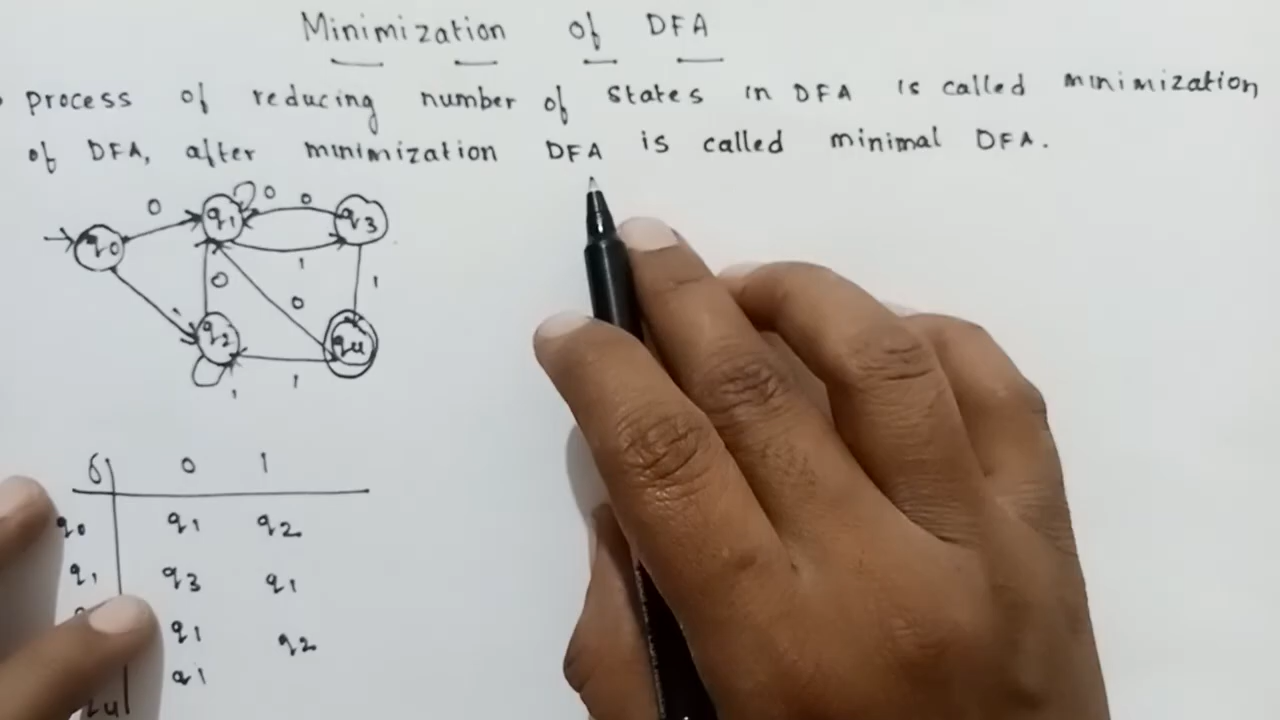 Minimization of DFA
process of reducing number of states in DFA is called minimization
of DFA, after minimization DFA is called minimal DFA.
0 q1 0 0 q3
q0
1
0 0 1
q2 q4
1 1
δ 0 1
q0 q1 q2
q1 q3 q1
q1 q2
q1
q4